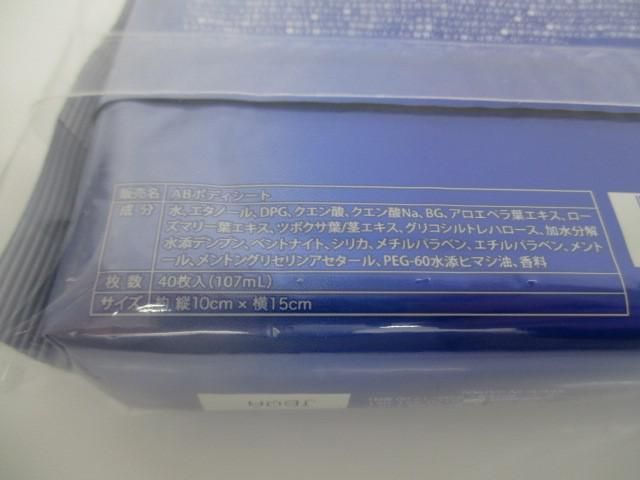 販売名 ABボディシート
成分 水、エタノール、DPG、クエン酸、クエン酸Na、BG、アロエベラ葉エキス、ロー
ズマリー葉エキス、ツボクサ葉/茎エキス、グリコシルトレハロース、加水分解
水添デンプン、ベントナイト、シリカ、メチルパラベン、エチルパラベン、メント
ール、メントングリセリンアセタール、PEG-60水添ヒマシ油、香料
枚数 40枚入(107mL)
サイズ 約 縦10cm×横15cm